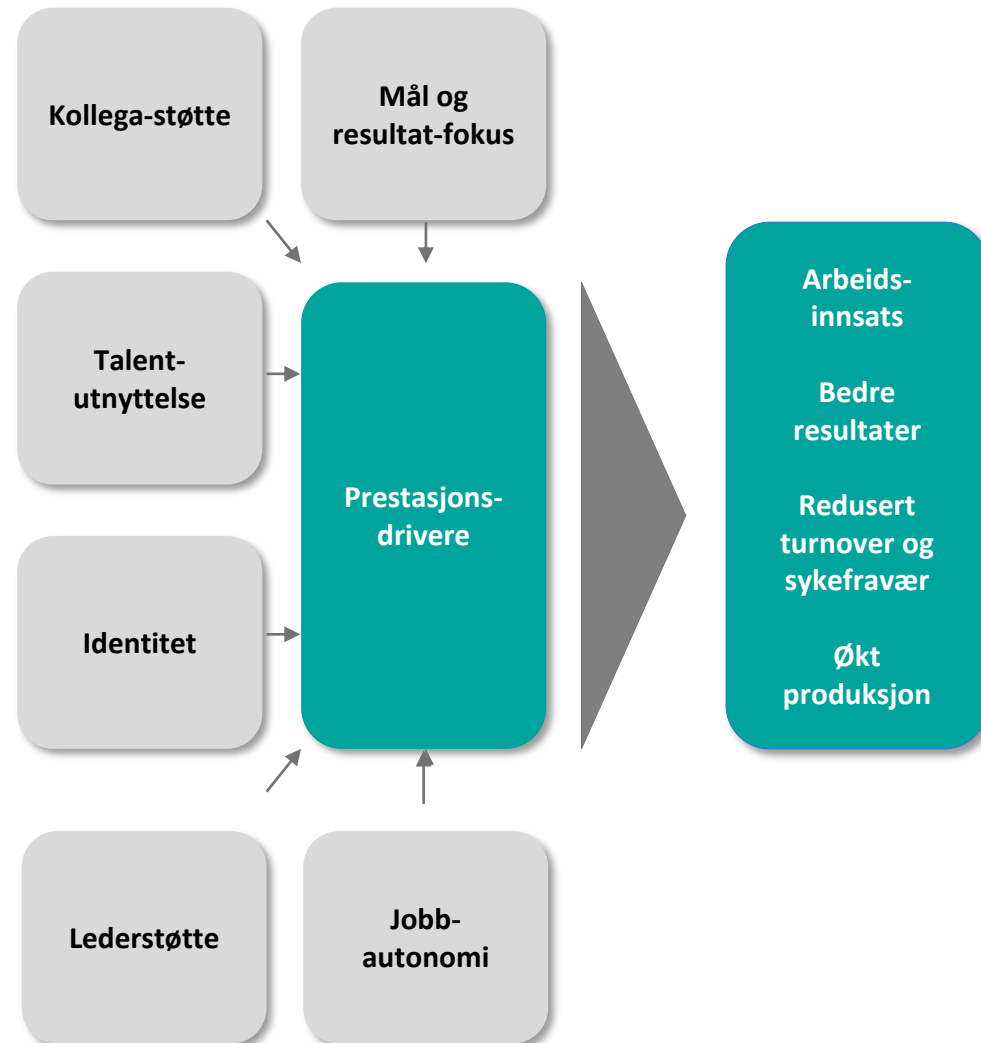 Kollega-støtte
Mål og
resultat-fokus
Talent-
utnyttelse
Identitet
Lederstøtte
Jobb-
autonomi
Prestasjons-
drivere
Arbeids-
innsats
Bedre
resultater
Redusert
turnover og
sykefravær
Økt
produksjon